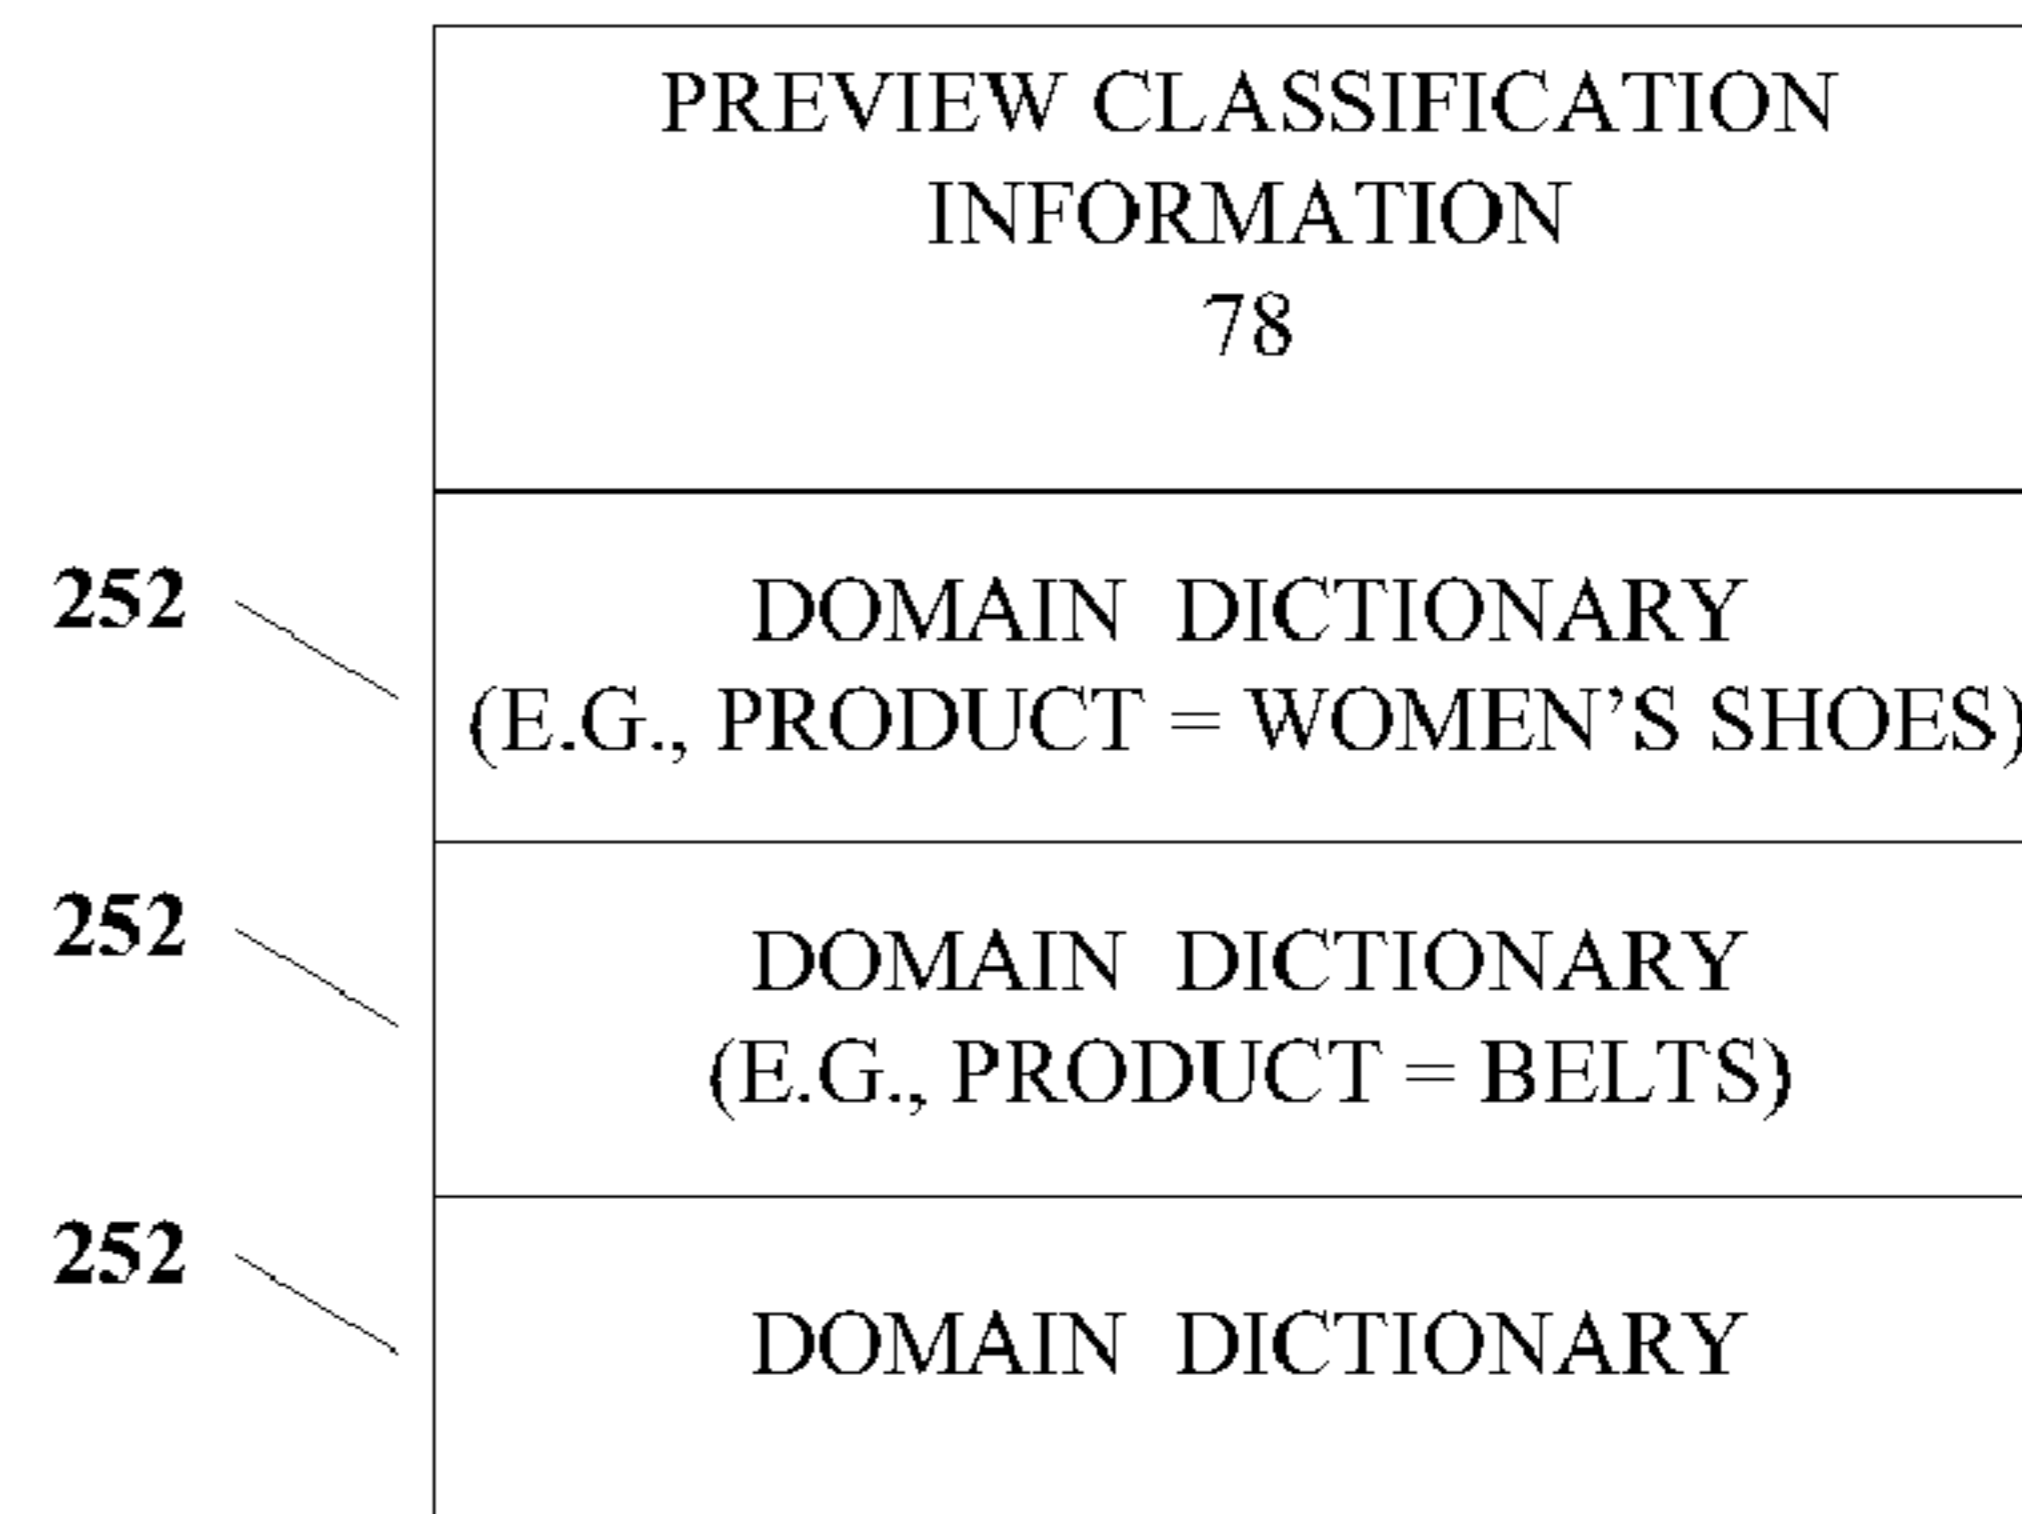 PREVIEW CLASSIFICATION
INFORMATION
78
252
DOMAIN DICTIONARY
(E.G., PRODUCT = WOMEN’S SHOES)
252
DOMAIN DICTIONARY
(E.G., PRODUCT = BELTS)
252
DOMAIN DICTIONARY